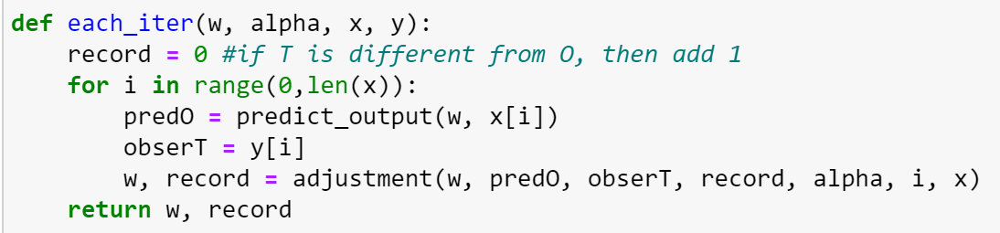 def each_iter(w, alpha, x, y):
    record = 0 #if T is different from O, then add 1
    for i in range(0,len(x)):
        predO = predict_output(w, x[i])
        obserT = y[i]
        w, record = adjustment(w, predO, obserT, record, alpha, i, x)
    return w, record